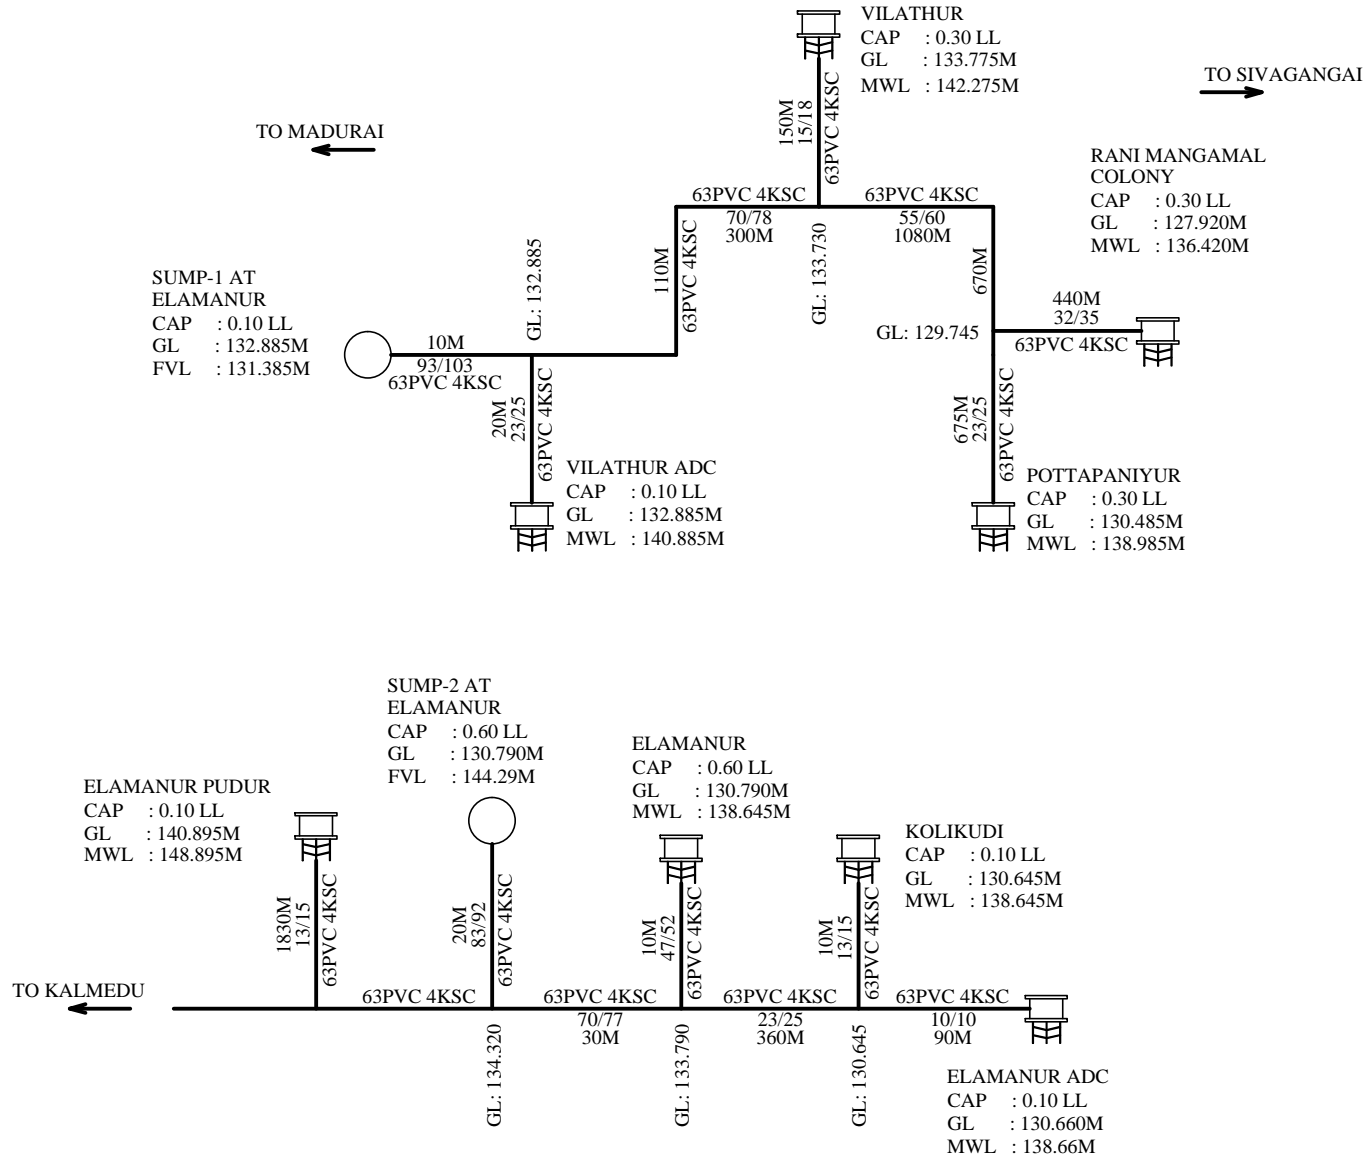 VILATHUR
CAP : 0.30 LL
GL : 133.775M
MWL : 142.275M
TO SIVAGANGAI
TO MADURAI
150M
15/18
63PVC 4KSC
RANI MANGAMAL
COLONY
CAP : 0.30 LL
GL : 127.920M
MWL : 136.420M
63PVC 4KSC
70/78
300M
63PVC 4KSC
55/60
1080M
SUMP-1 AT
ELAMANUR
CAP : 0.10 LL
GL : 132.885M
FVL : 131.385M
GL: 132.885
110M
63PVC 4KSC
GL: 133.730
670M
GL: 129.745
440M
32/35
63PVC 4KSC
10M
93/103
63PVC 4KSC
20M
23/25
63PVC 4KSC
675M
23/25
63PVC 4KSC
VILATHUR ADC
CAP : 0.10 LL
GL : 132.885M
MWL : 140.885M
POTTAPANIYUR
CAP : 0.30 LL
GL : 130.485M
MWL : 138.985M
SUMP-2 AT
ELAMANUR
CAP : 0.60 LL
GL : 130.790M
FVL : 144.29M
ELAMANUR
CAP : 0.60 LL
GL : 130.790M
MWL : 138.645M
ELAMANUR PUDUR
CAP : 0.10 LL
GL : 140.895M
MWL : 148.895M
KOLIKUDI
CAP : 0.10 LL
GL : 130.645M
MWL : 138.645M
1830M
13/15
63PVC 4KSC
20M
83/92
63PVC 4KSC
10M
47/52
63PVC 4KSC
10M
13/15
63PVC 4KSC
TO KALMEDU
63PVC 4KSC
63PVC 4KSC
70/77
30M
63PVC 4KSC
23/25
360M
63PVC 4KSC
10/10
90M
GL: 134.320
GL: 133.790
GL: 130.645
ELAMANUR ADC
CAP : 0.10 LL
GL : 130.660M
MWL : 138.66M